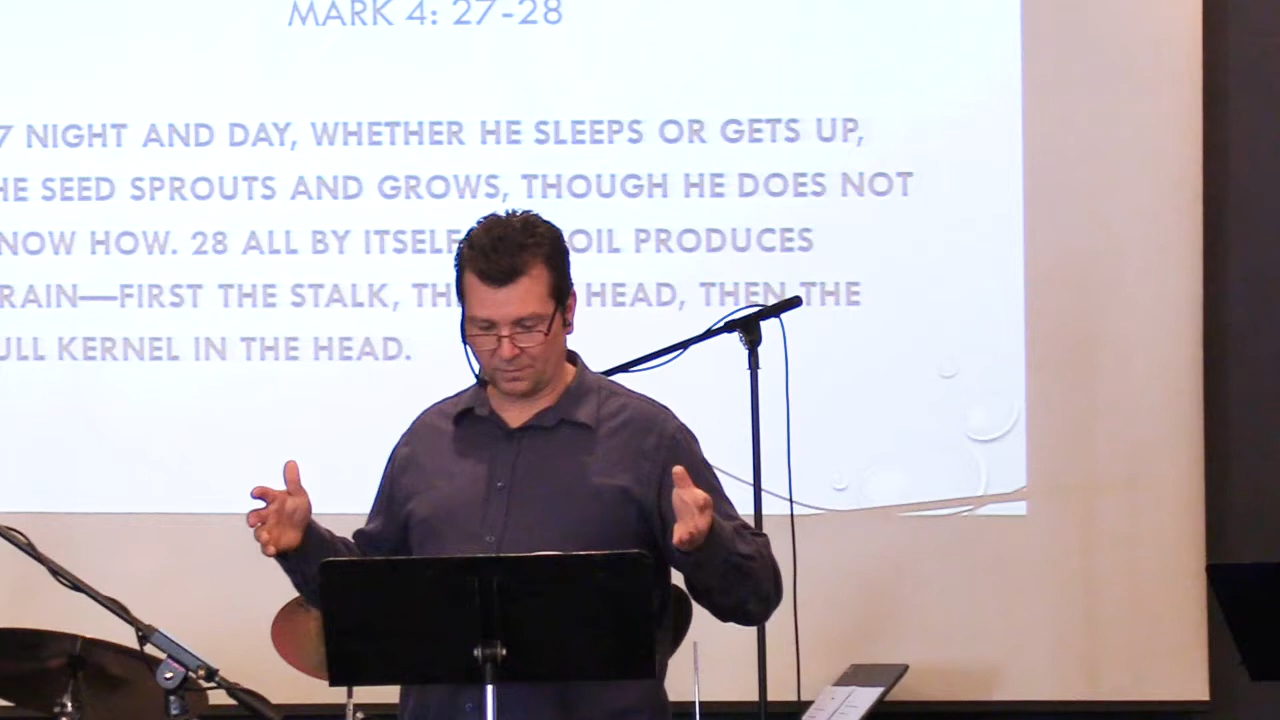 MARK 4: 27-28
7 NIGHT AND DAY, WHETHER HE SLEEPS OR GETS UP,
HE SEED SPROUTS AND GROWS, THOUGH HE DOES NOT
NOW HOW. 28 ALL BY ITSELF OIL PRODUCES
RAIN—FIRST THE STALK, TH HEAD, THEN THE
ULL KERNEL IN THE HEAD.